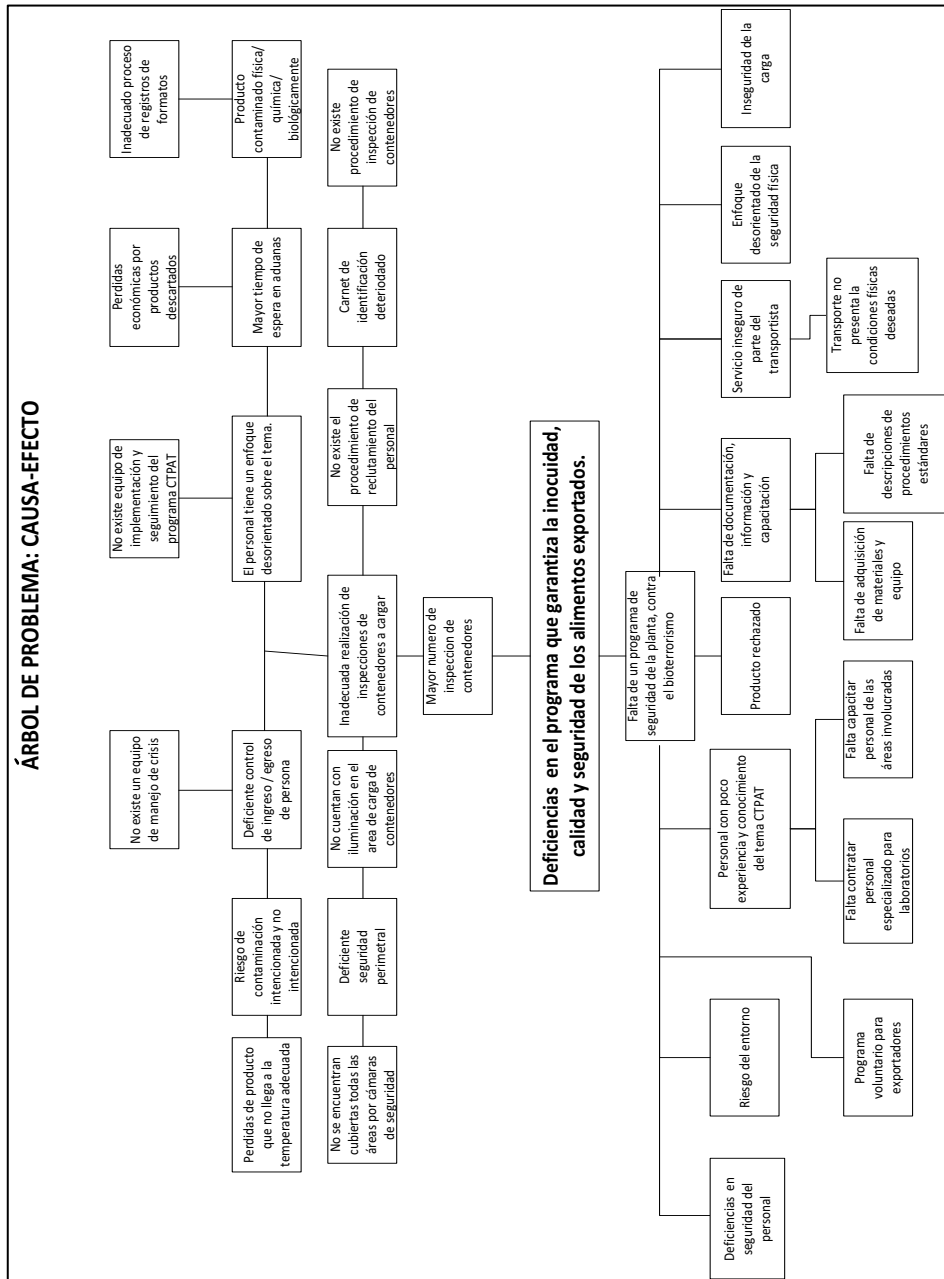 ÁRBOL DE PROBLEMA: CAUSA-EFECTO
No existe un equipo
de manejo de crisis
No existe equipo de
implementación y
seguimiento del
programa CTPAT
Perdidas
económicas por
productos
descartados
Inadecuado proceso
de registros de
formatos
Perdidas de producto
que no llega a la
temperatura adecuada
Riesgo de
contaminación
intencionada y no
intencionada
Deficiente control
de ingreso / egreso
de persona
El personal tiene un enfoque
desorientado sobre el tema.
Mayor tiempo de
espera en aduanas
Producto
contaminado física/
química/
biológicamente
No se encuentran
cubiertas todas las
áreas por cámaras
de seguridad
Deficiente
seguridad
perimetral
No cuentan con
iluminación en el
area de carga de
contenedores
Inadecuada realización de
inspecciones de
contenedores a cargar
No existe el
procedimiento de
reclutamiento del
personal
Carnet de
identificación
deteriodado
No existe
procedimiento de
inspección de
contenedores
Mayor numero de
inspeccion de
contenedores
Deficiencias en el programa que garantiza la inocuidad,
calidad y seguridad de los alimentos exportados.
Falta de un programa de
seguridad de la planta, contra
el bioterrorismo
Deficiencias en
seguridad del
personal
Riesgo del entorno
Personal con poco
experiencia y conocimiento
del tema CTPAT
Producto rechazado
Falta de documentación,
información y
capacitación
Servicio inseguro de
parte del
transportista
Enfoque
desorientado de la
seguridad física
Inseguridad de la
carga
Programa
voluntario para
exportadores
Falta contratar
personal
especializado para
laboratorios
Falta capacitar
personal de las
áreas involucradas
Falta de adquisición
de materiales y
equipo
Falta de
descripciones de
procedimientos
estándares
Transporte no
presenta la
condiciones físicas
deseadas